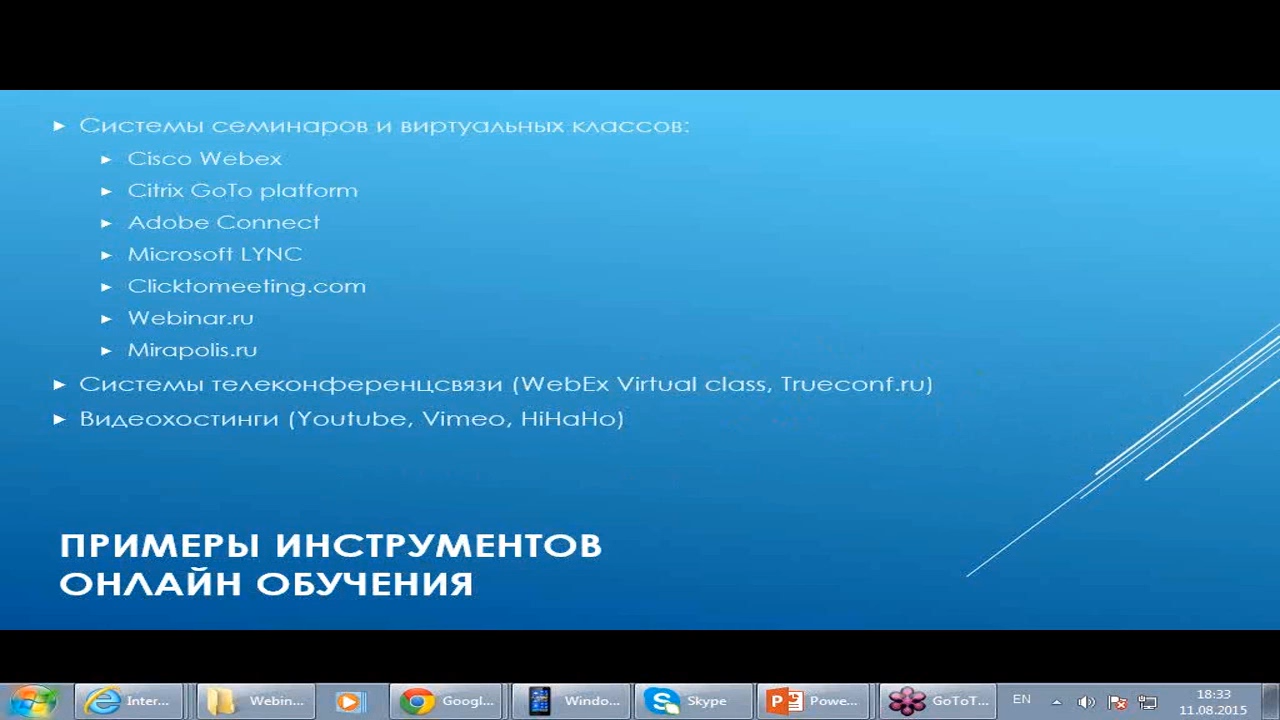 Системы семинаров и виртуальных классов:
Cisco Webex
Citrix GoTo platform
Adobe Connect
Microsoft LYNC
Clicktomeeting.com
Webinar.ru
Mirapolis.ru
Системы телеконференцсвязи (WebEx Virtual class, Trueconf.ru)
Видеохостинги (Youtube, Vimeo, HiHaHo)
ПРИМЕРЫ ИНСТРУМЕНТОВ
ОНЛАЙН ОБУЧЕНИЯ
Inter... Webin... Googl... Windo... Skype Powe... GoToT... EN 18:33
11.08.2015